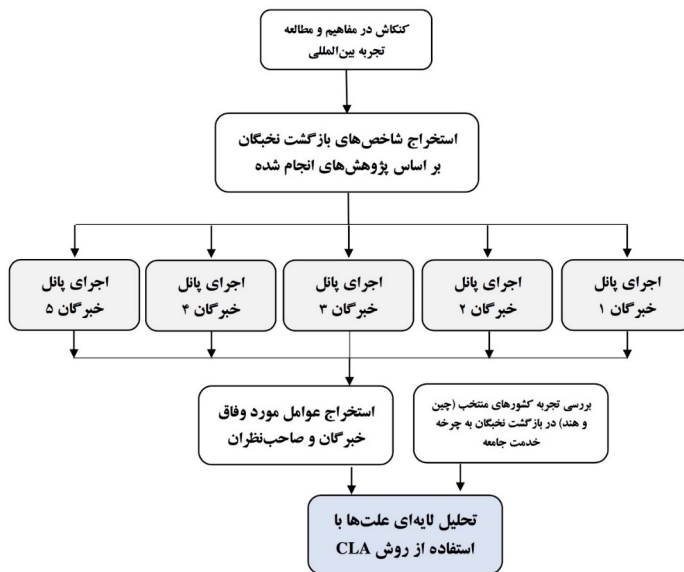 کنکاش در مفاهیم و مطالعه
تجربه بین‌المللی
استخراج شاخص‌های بازگشت نخبگان
بر اساس پژوهش‌های انجام شده
اجرای پانل
خبرگان ۱
اجرای پانل
خبرگان ۲
اجرای پانل
خبرگان ۳
اجرای پانل
خبرگان ۴
اجرای پانل
خبرگان ۵
بررسی تجربه کشورهای منتخب (چین
و هند) در بازگشت نخبگان به چرخه
خدمت جامعه
استخراج عوامل مورد وفاق
خبرگان و صاحب‌نظران
تحلیل لایه‌ای علت‌ها با
استفاده از روش CLA